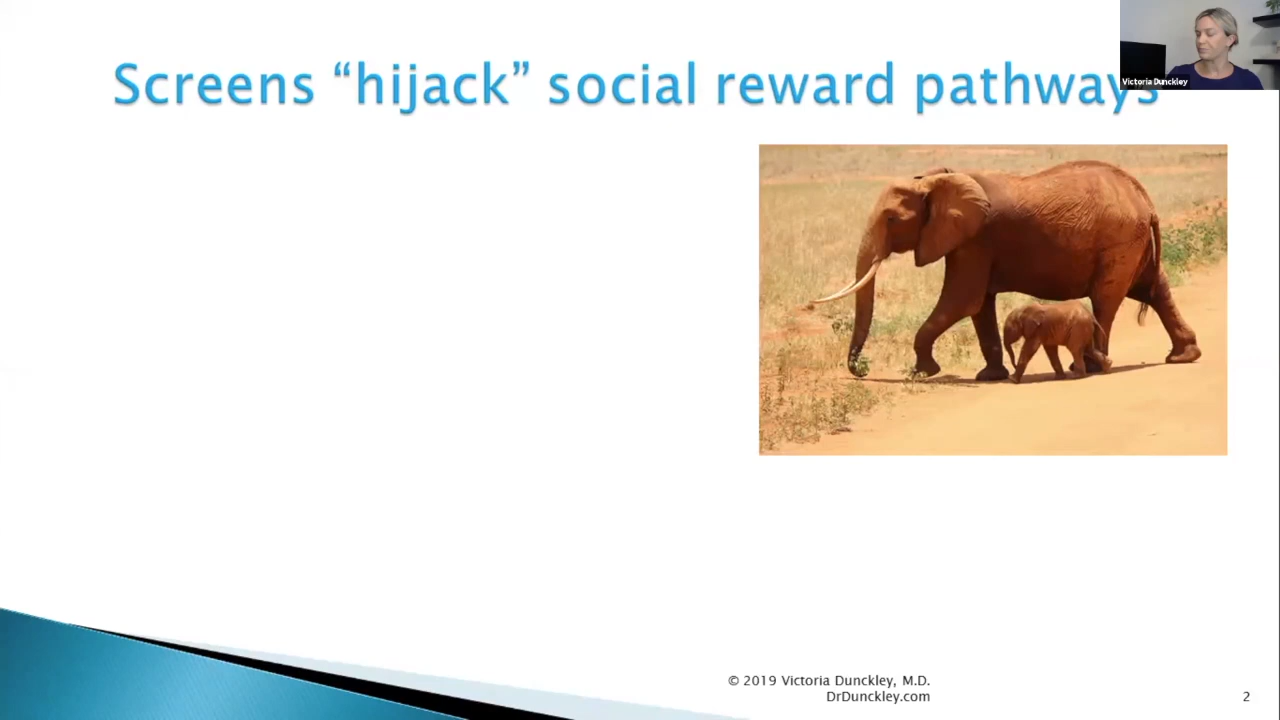 Screens “hijack” social reward pathways
Victoria Dunckley
© 2019 Victoria Dunckley, M.D.
DrDunckley.com
2